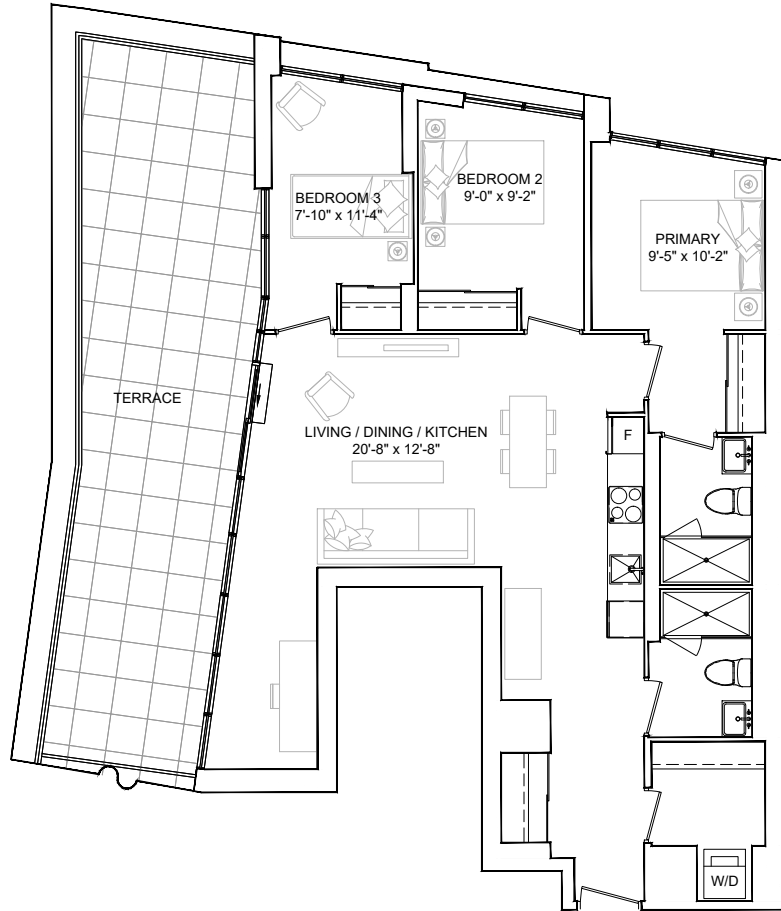 BEDROOM 3
7'-10" x 11'-4"
BEDROOM 2
9'-0" x 9'-2"
PRIMARY
9'-5" x 10'-2"
TERRACE
LIVING / DINING / KITCHEN
20'-8" x 12'-8"
F
W/D